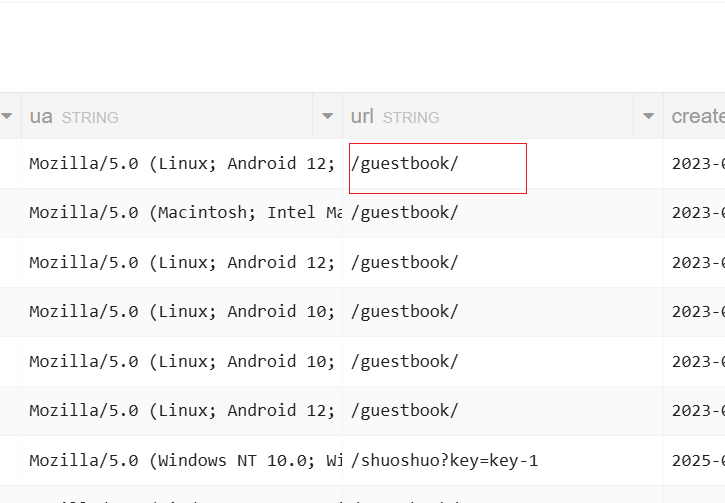 ua STRING url STRING create
Mozilla/5.0 (Linux; Android 12; /guestbook/ 2023-0
Mozilla/5.0 (Macintosh; Intel Ma /guestbook/ 2023-0
Mozilla/5.0 (Linux; Android 12; /guestbook/ 2023-0
Mozilla/5.0 (Linux; Android 10; /guestbook/ 2023-0
Mozilla/5.0 (Linux; Android 10; /guestbook/ 2023-0
Mozilla/5.0 (Linux; Android 12; /guestbook/ 2023-0
Mozilla/5.0 (Windows NT 10.0; Wi /shuoshuo?key=key-1 2025-0